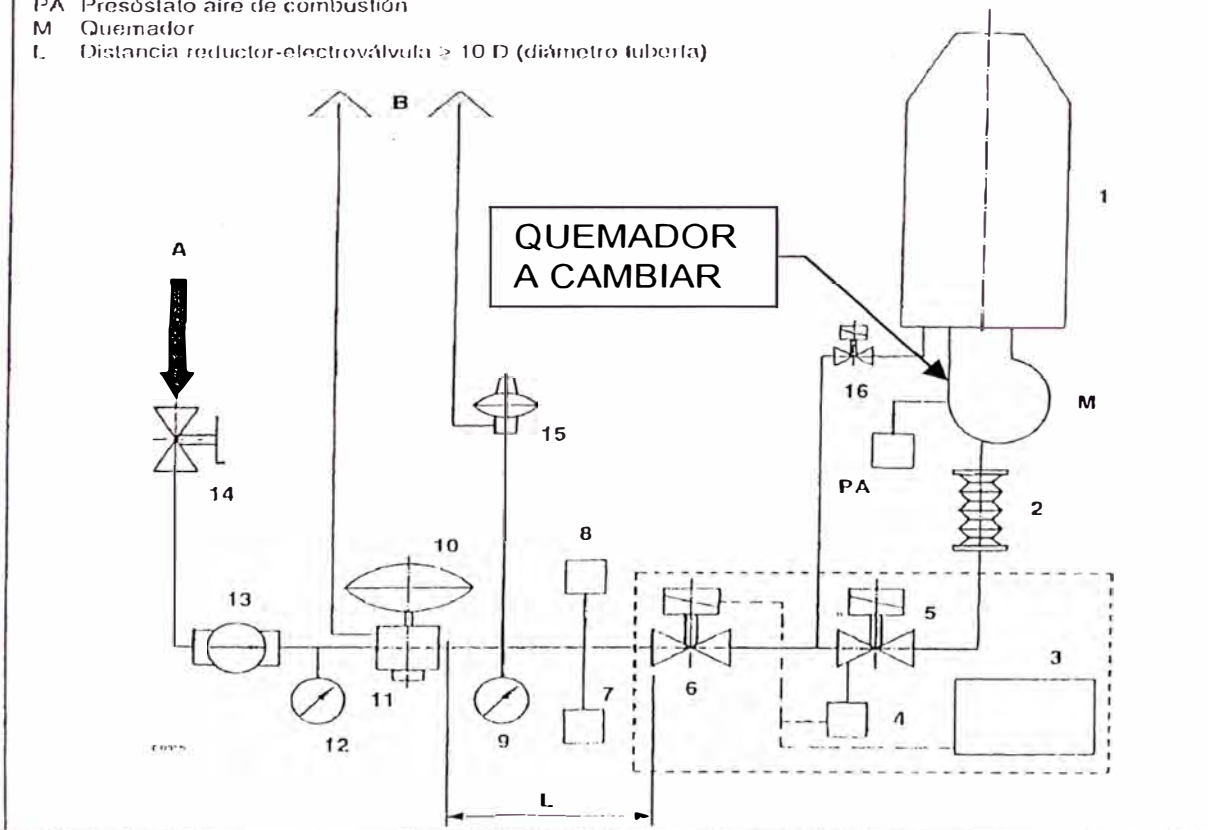 PA Presóstato aire de combustión
M Quemador
L Distancia reductor-electroválvula > 10 D (diámetro tubería)
B
1
QUEMADOR
A CAMBIAR
A
16
M
15
14
PA
2
8
10
13
5
3
11
6
7
4
12
9
L